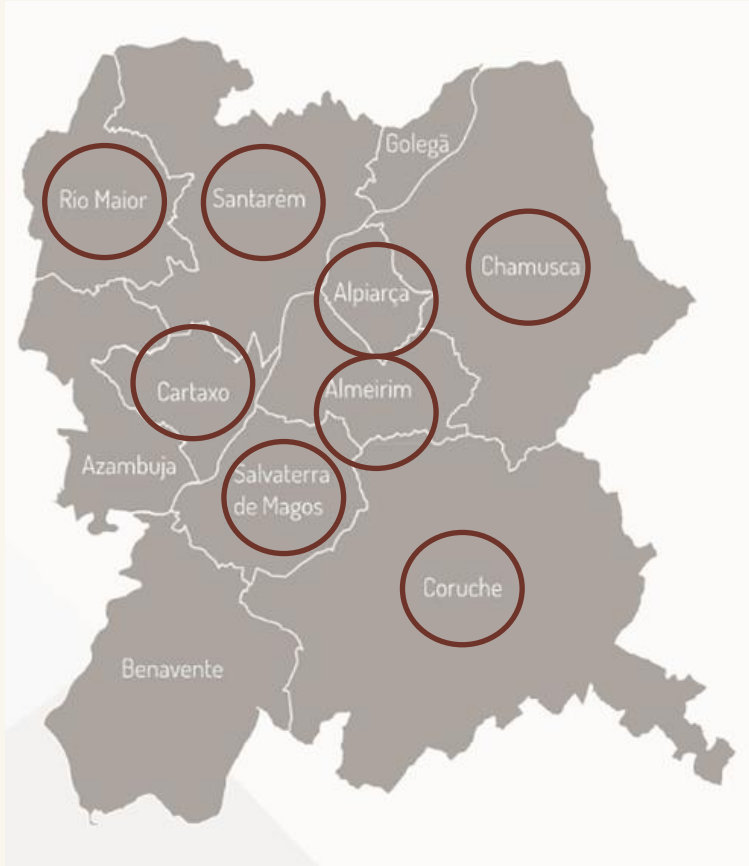 Golegã
Rio Maior
Santarém
Chamusca
Alpiarça
Almeirim
Cartaxo
Azambuja
Salvaterra
de Magos
Coruche
Benavente